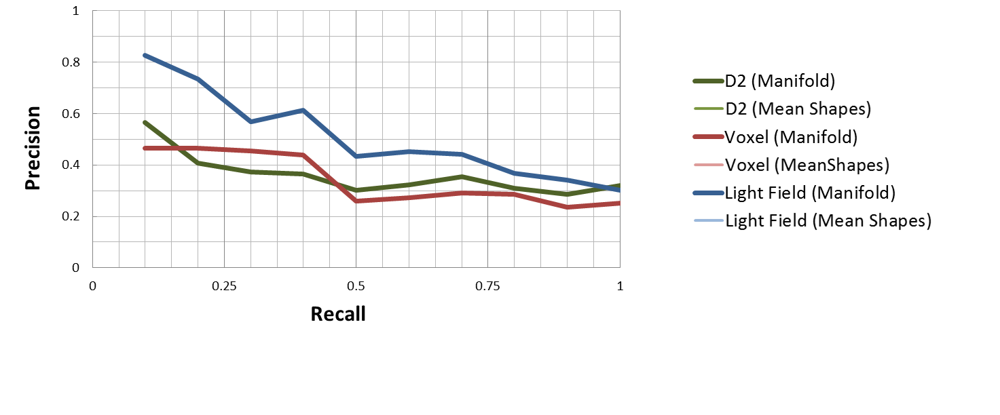 1
0.8
0.6
0.4
0.2
0
Precision
0
0.25
0.5
0.75
1
Recall
D2 (Manifold)
D2 (Mean Shapes)
Voxel (Manifold)
Voxel (MeanShapes)
Light Field (Manifold)
Light Field (Mean Shapes)